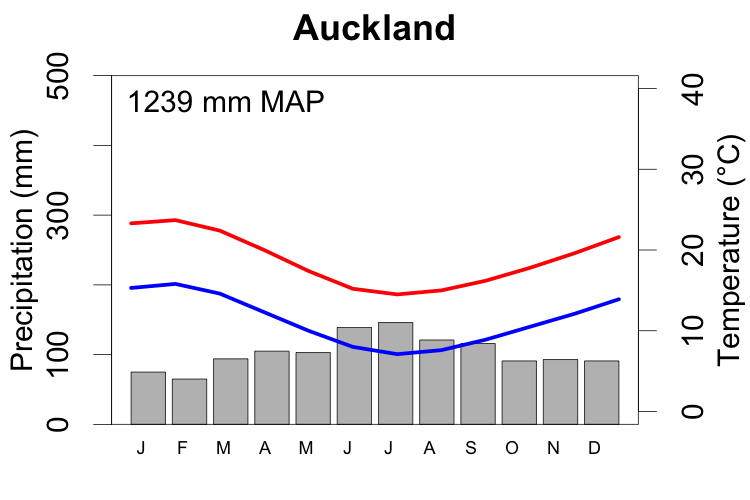 Auckland
1239 mm MAP
Precipitation (mm)
500
300
100
0
40
30
20
10
0
Temperature (°C)
J F M A M J J A S O N D